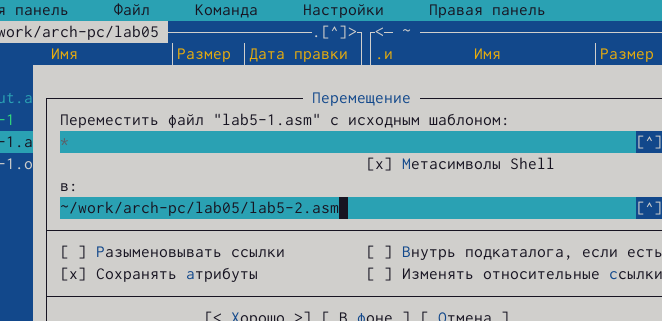 я панель Файл Команда Настройки Правая панель
work/arch-pc/lab05 .[^]> <— ~
Имя Размер Дата правки .и Имя Размер
Перемещение
ut.a
-1 Переместить файл "lab5-1.asm" с исходным шаблоном:
-1.a * [^]
-1.o [x] Метасимволы Shell
в:
~/work/arch-pc/lab05/lab5-2.asm [^]
[ ] Разыменовывать ссылки [ ] Внутрь подкаталога, если есть
[x] Сохранять атрибуты [ ] Изменять относительные ссылки
[< Хорошо >] [ В фоне ] [ Отмена ]